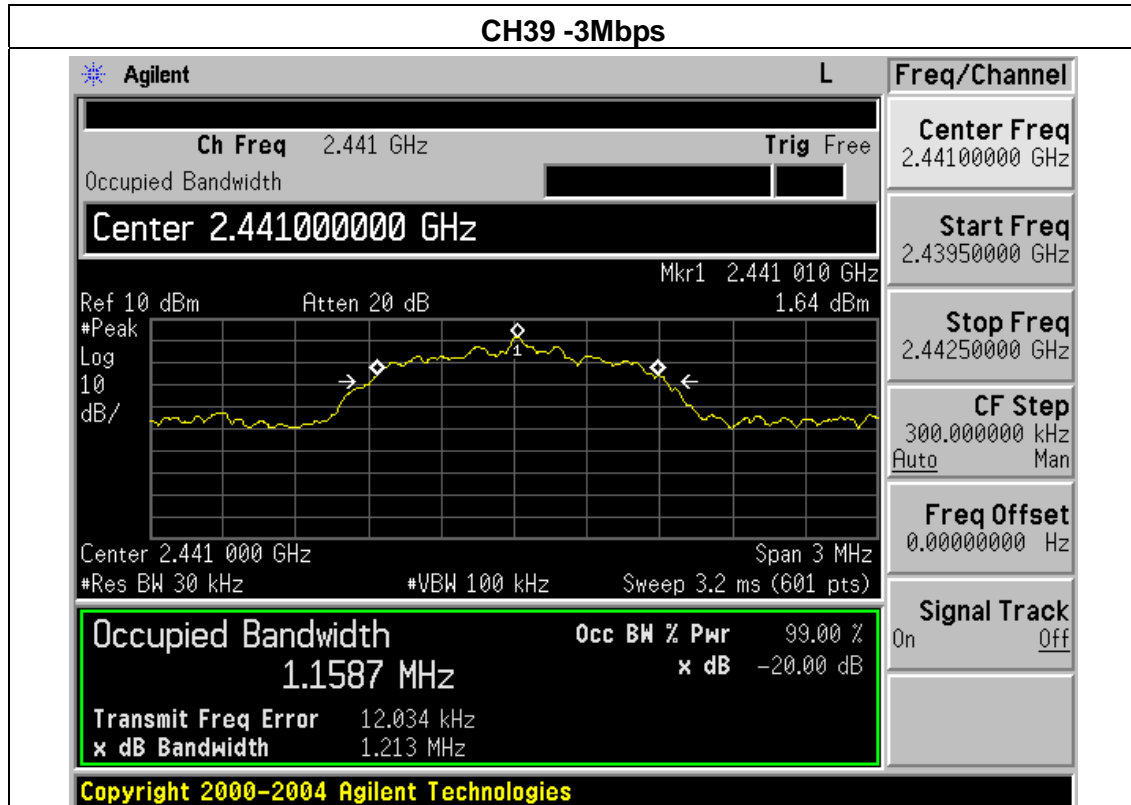 CH39 -3Mbps
Agilent L Freq/Channel
Ch Freq 2.441 GHz Trig Free
Occupied Bandwidth
Center 2.441000000 GHz
Mkr1 2.441 010 GHz
Ref 10 dBm Atten 20 dB 1.64 dBm
#Peak
Log
10
dB/
1
Center 2.441 000 GHz Span 3 MHz
#Res BW 30 kHz #VBW 100 kHz Sweep 3.2 ms (601 pts)
Occupied Bandwidth Occ BW % Pwr 99.00 %
1.1587 MHz x dB -20.00 dB
Transmit Freq Error 12.034 kHz
x dB Bandwidth 1.213 MHz
Center Freq
2.44100000 GHz
Start Freq
2.43950000 GHz
Stop Freq
2.44250000 GHz
CF Step
300.000000 kHz
Auto Man
Freq Offset
0.00000000 Hz
Signal Track
On Off
Copyright 2000-2004 Agilent Technologies